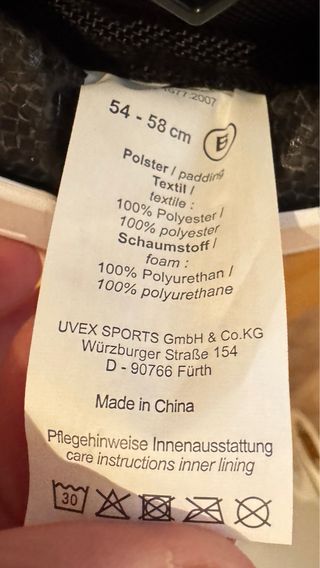 54 - 58 cm
E
Polster / padding
Textil /
textile :
100% Polyester /
100% polyester
Schaumstoff /
foam :
100% Polyurethan /
100% polyurethane
UVEX SPORTS GmbH & Co.KG
Würzburger Straße 154
D - 90766 Fürth
Made in China
Pflegehinweise Innenausstattung
care instructions inner lining
30